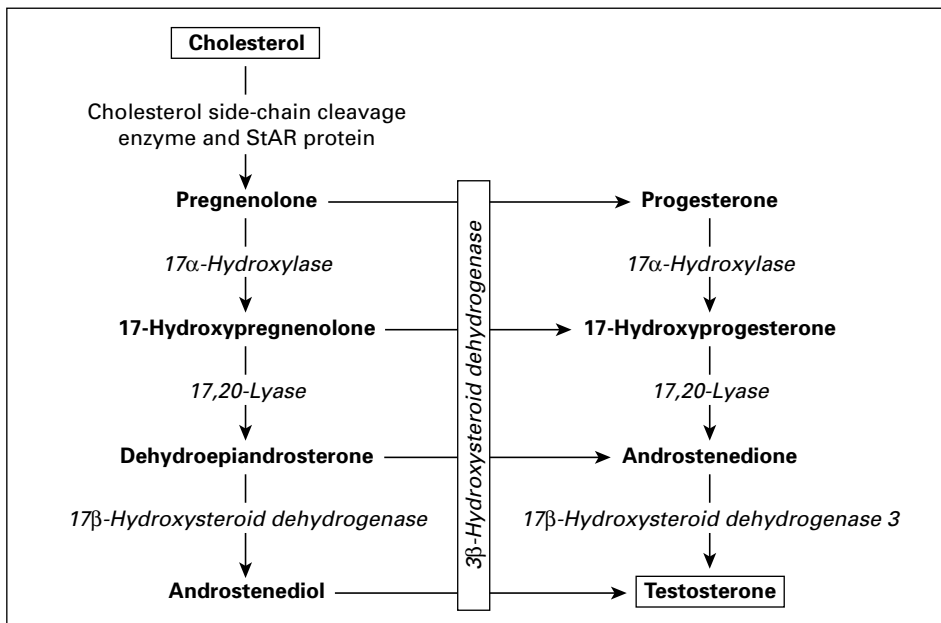 Cholesterol
Cholesterol side-chain cleavage
enzyme and StAR protein
Pregnenolone
Progesterone
17α-Hydroxylase
17α-Hydroxylase
17-Hydroxypregnenolone
17-Hydroxyprogesterone
17,20-Lyase
17,20-Lyase
Dehydroepiandrosterone
Androstenedione
17β-Hydroxysteroid dehydrogenase
17β-Hydroxysteroid dehydrogenase 3
Androstenediol
Testosterone
3β-Hydroxysteroid dehydrogenase